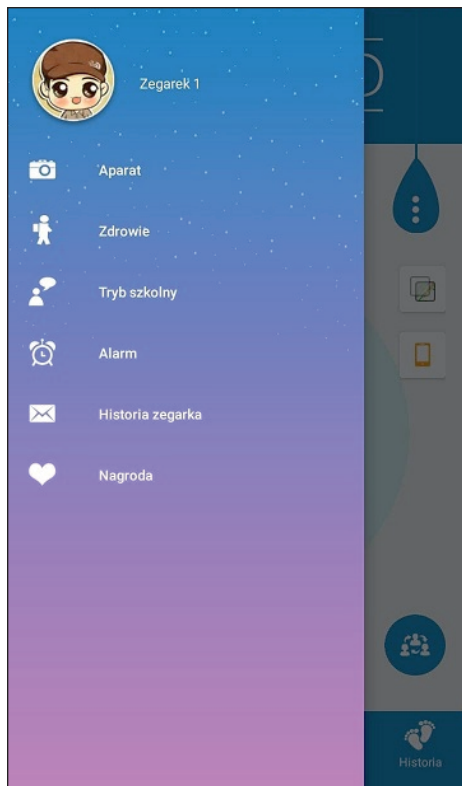 Zegarek 1
Aparat
Zdrowie
Tryb szkolny
Alarm
Historia zegarka
Nagroda
Historia